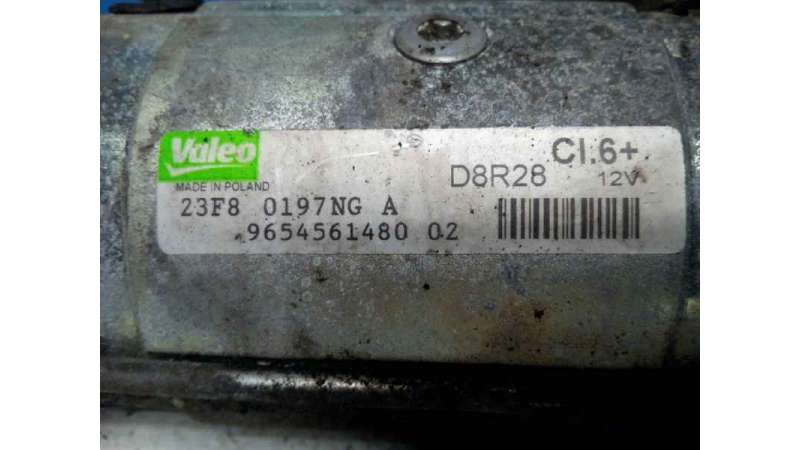 Valeo
Cl.6+
D8R28
12V
MADE IN POLAND
23F8 0197NG A
9654561480 02